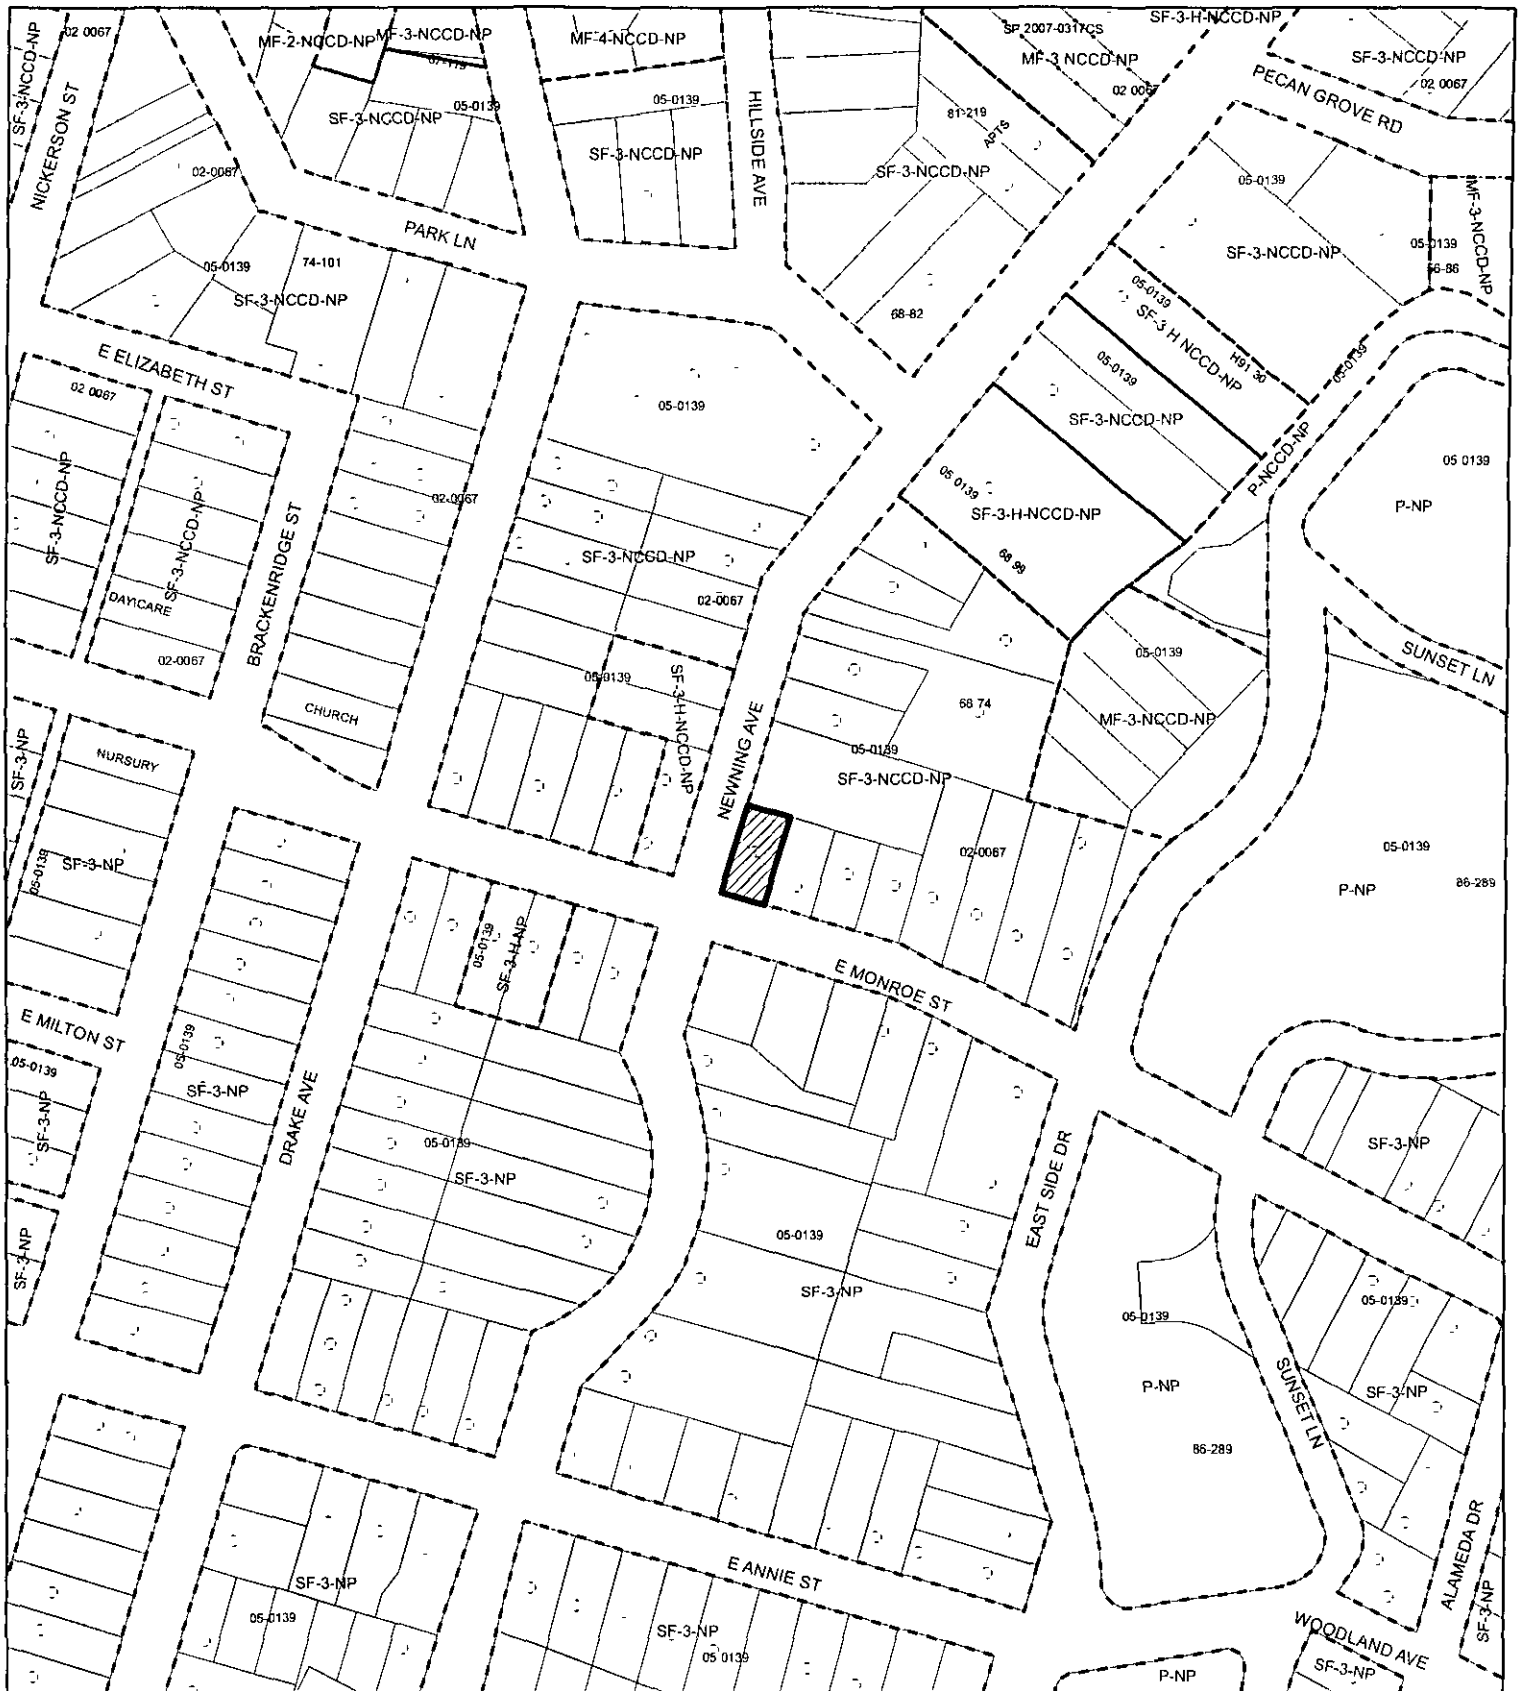 02 0067
SF-3-NCCD-NP
NICKERSON ST
MF-2-NCCD-NP
MF-3-NCCD-NP
MF-4-NCCD-NP
SP 2007-0317CS
SF-3-H-NCCD-NP
MF-3 NCCD-NP
02 0067
SF-3-NCCD-NP
02 0067
PECAN GROVE RD
05-0139
SF-3-NCCD-NP
05-0139
SF-3-NCCD-NP
HILLSIDE AVE
81-219
APTS
SF-3-NCCD-NP
02-0067
05-0139
SF-3-NCCD-NP
05-0139
56-86
MF-3-NCCD-NP
PARK LN
05-0139
74-101
SF-3-NCCD-NP
68-82
05-0139
SF-3 H NCCD-NP
H91 30
05-0139
E ELIZABETH ST
02 0067
05-0139
05-0139
SF-3-NCCD-NP
P-NCCD-NP
05 0139
P-NP
SF-3-NCCD-NP
SF-3-NCCD-NP
DAY CARE
02-0067
BRACKENRIDGE ST
02-0067
SF-3-NCCD-NP
02-0067
05 0139
SF-3-H-NCCD-NP
68 98
05-0139
SUNSET LN
05-0139
SF-3-H-NCCD-NP
NEWNING AVE
68 74
MF-3-NCCD-NP
05-0139
SF-3-NCCD-NP
CHURCH
NURSURY
SF-3-NP
05-0139
SF-3-NP
02-0067
05-0139
P-NP
86-289
05-0139
SF-3-H-NP
E MONROE ST
E MILTON ST
05-0139
SF-3-NP
05-0139
SF-3-NP
DRAKE AVE
05-0139
SF-3-NP
EAST SIDE DR
SF-3-NP
SF-3-NP
05-0139
SF-3-NP
05-0139
05-0139
P-NP
SF-3-NP
SUNSET LN
86-289
ALAMEDA DR
SF-3-NP
E ANNIE ST
SF-3-NP
05-0139
SF-3-NP
05 0139
WOODLAND AVE
SF-3-NP
P-NP